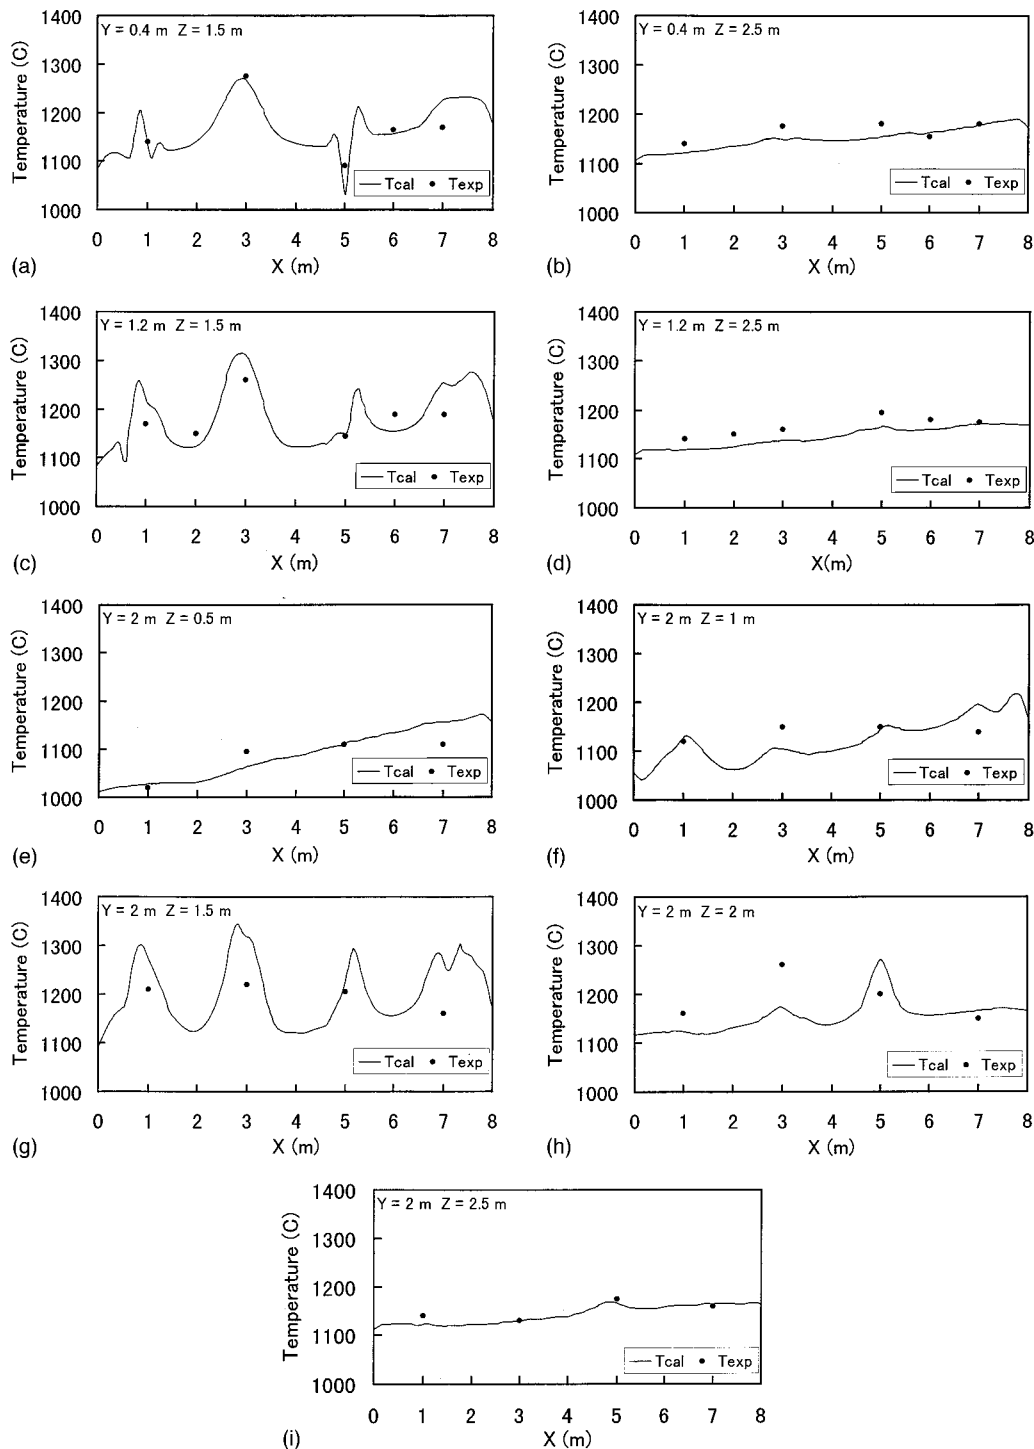 1400
Y = 0.4 m Z = 1.5 m
1300
1200
1100
1000
Temperature (C)
Tcal Texp
0 1 2 3 4 5 6 7 8
X (m)
(a)
1400
Y = 0.4 m Z = 2.5 m
1300
1200
1100
1000
Temperature (C)
Tcal Texp
0 1 2 3 4 5 6 7 8
X (m)
(b)
1400
Y = 1.2 m Z = 1.5 m
1300
1200
1100
1000
Temperature (C)
Tcal Texp
0 1 2 3 4 5 6 7 8
X (m)
(c)
1400
Y = 1.2 m Z = 2.5 m
1300
1200
1100
1000
Temperature (C)
Tcal Texp
0 1 2 3 4 5 6 7 8
X(m)
(d)
1400
Y = 2 m Z = 0.5 m
1300
1200
1100
1000
Temperature (C)
Tcal Texp
0 1 2 3 4 5 6 7 8
X (m)
(e)
1400
Y = 2 m Z = 1 m
1300
1200
1100
1000
Temperature (C)
Tcal Texp
0 1 2 3 4 5 6 7 8
X (m)
(f)
1400
Y = 2 m Z = 1.5 m
1300
1200
1100
1000
Temperature (C)
Tcal Texp
0 1 2 3 4 5 6 7 8
X (m)
(g)
1400
Y = 2 m Z = 2 m
1300
1200
1100
1000
Temperature (C)
Tcal Texp
0 1 2 3 4 5 6 7 8
X (m)
(h)
1400
Y = 2 m Z = 2.5 m
1300
1200
1100
1000
Temperature (C)
Tcal Texp
0 1 2 3 4 5 6 7 8
X (m)
(i)